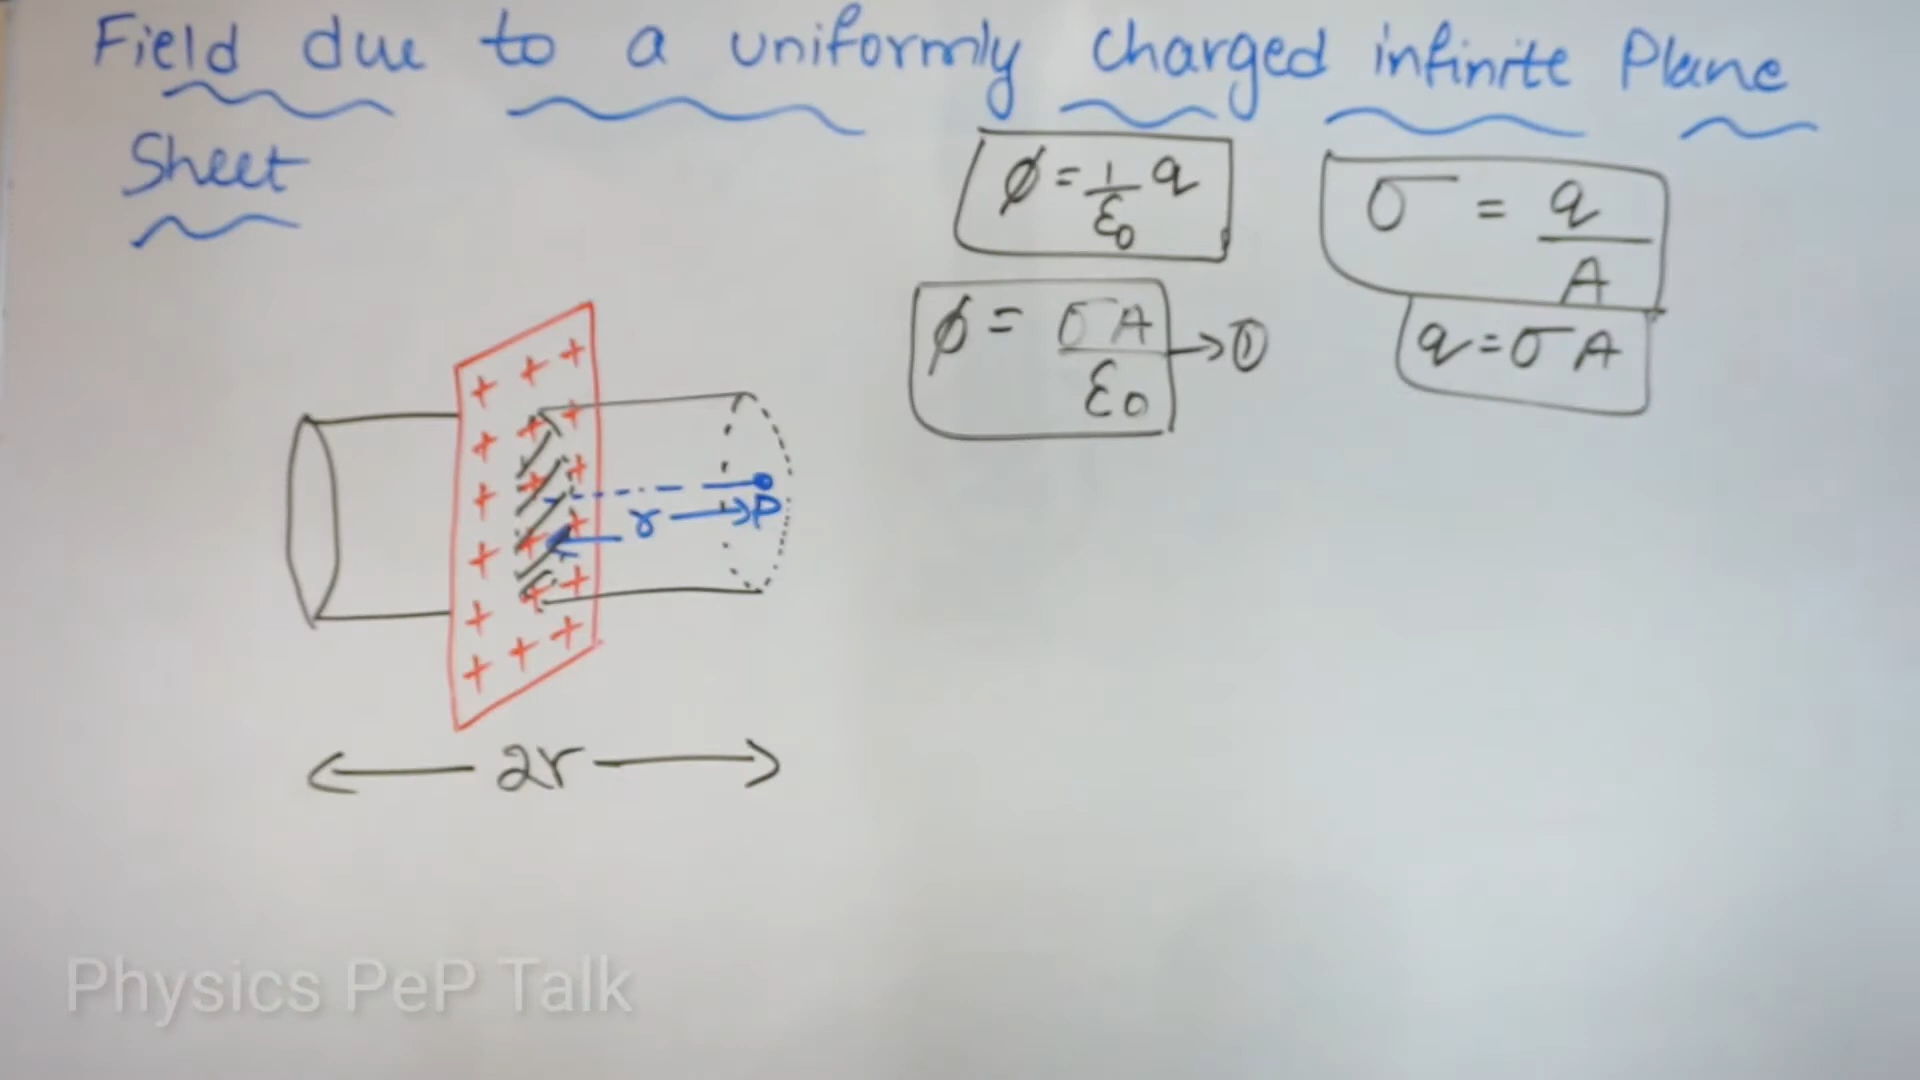 Field due to a uniformly charged infinite Plane
Sheet
ϕ = 1/ε₀ q
σ = q/A
ϕ = σA/ε₀ → ①
q = σA
+ + +
+ + +
+ + +
+ + +
+ + +
+ + +
r
P
2r
Physics PeP Talk